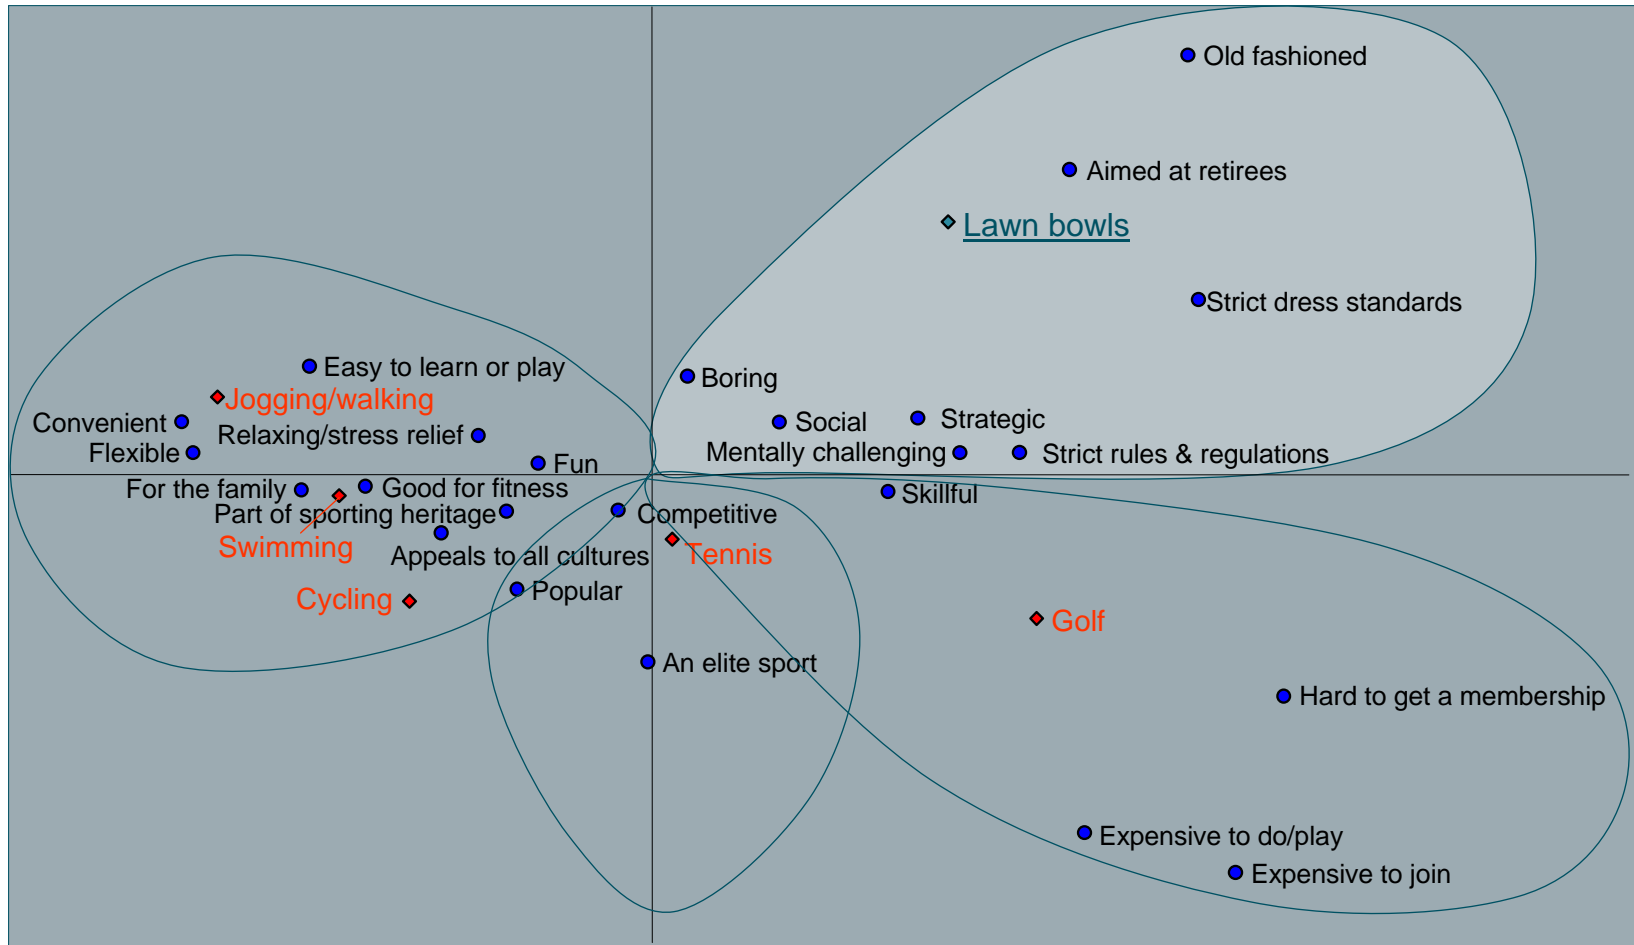 Old fashioned
Aimed at retirees
Lawn bowls
Strict dress standards
Easy to learn or play
Boring
Jogging/walking
Convenient
Social
Strategic
Relaxing/stress relief
Flexible
Mentally challenging
Strict rules & regulations
Fun
For the family
Good for fitness
Skillful
Part of sporting heritage
Competitive
Swimming
Appeals to all cultures
Tennis
Popular
Cycling
Golf
An elite sport
Hard to get a membership
Expensive to do/play
Expensive to join